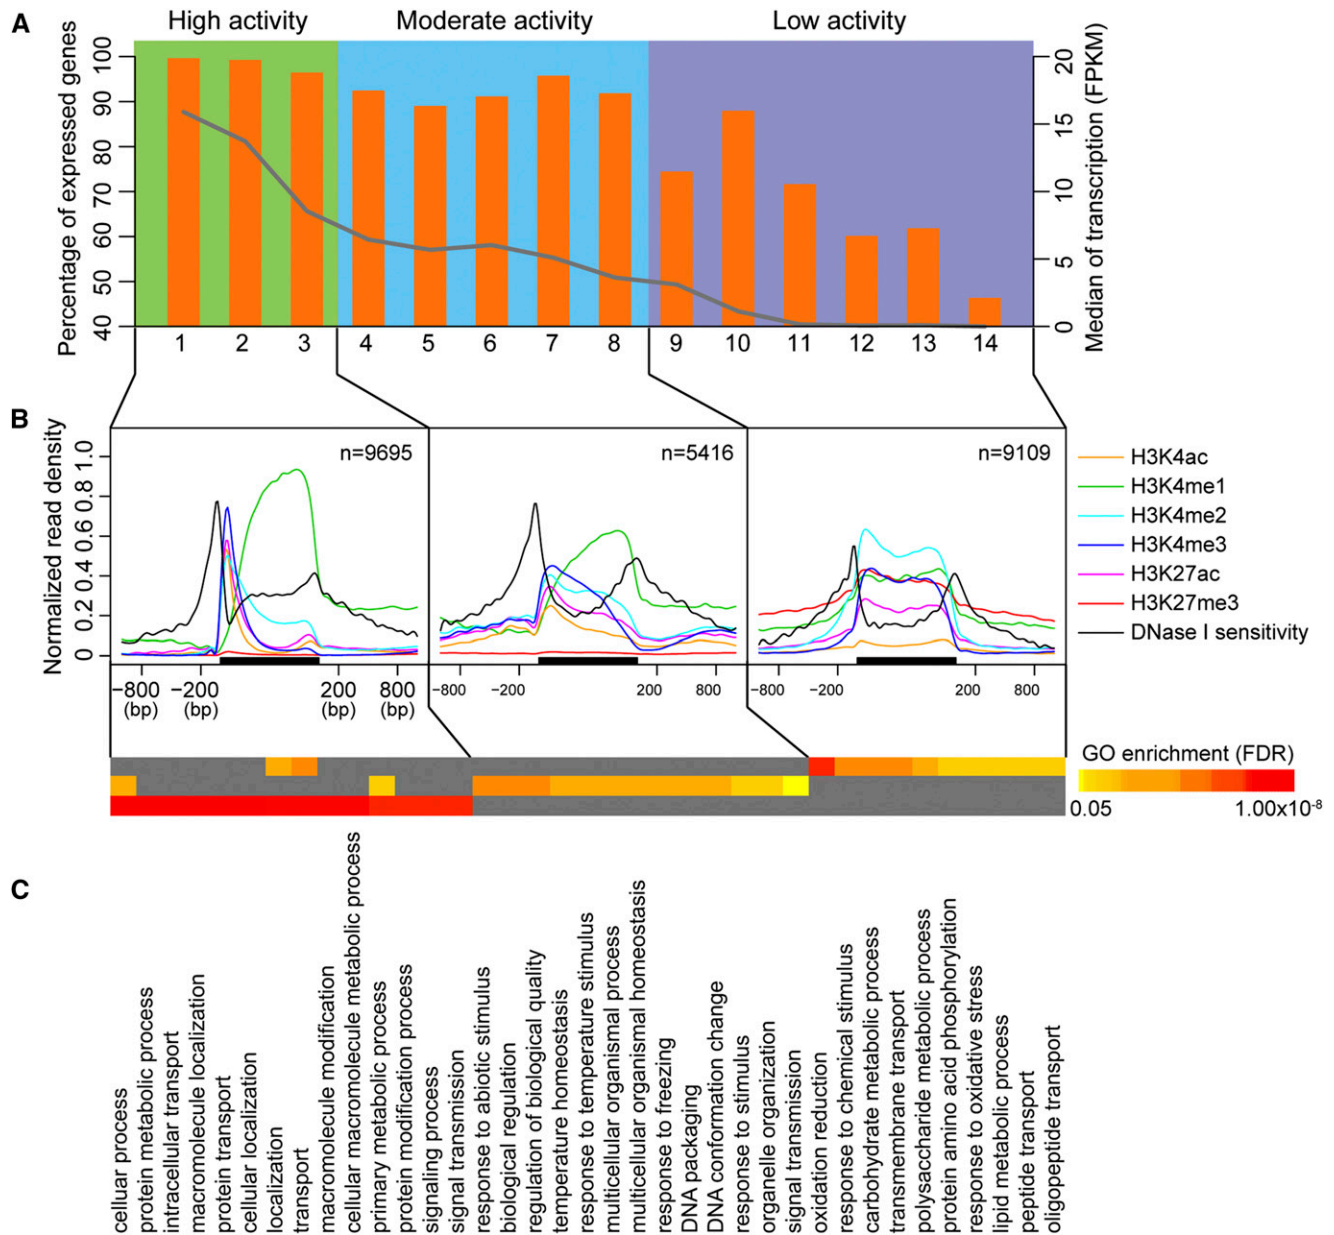 A
High activity
Moderate activity
Low activity
Percentage of expressed genes
100
90
80
70
60
50
40
Median of transcription (FPKM)
20
15
10
5
0
1 2 3 4 5 6 7 8 9 10 11 12 13 14
B
Normalized read density
1.0
0.8
0.6
0.4
0.2
0
n=9695
n=5416
n=9109
H3K4ac
H3K4me1
H3K4me2
H3K4me3
H3K27ac
H3K27me3
DNase I sensitivity
−800 −200 200 800
(bp) (bp) (bp) (bp)
−800 −200 200 800
−800 −200 200 800
GO enrichment (FDR)
0.05 1.00x10⁻⁸
C
celluar process
protein metabolic process
intracellular transport
macromolecule localization
protein transport
cellular localization
localization
transport
macromolecule modification
cellular macromolecule metabolic process
primary metabolic process
protein modification process
signaling process
signal transmission
response to abiotic stimulus
biological regulation
regulation of biological quality
temperature homeostasis
response to temperature stimulus
multicellular organismal process
multicellular organismal homeostasis
response to freezing
DNA packaging
DNA conformation change
response to stimulus
organelle organization
signal transmission
oxidation reduction
response to chemical stimulus
carbohydrate metabolic process
transmembrane transport
polysaccharide metabolic process
protein amino acid phosphorylation
response to oxidative stress
lipid metabolic process
peptide transport
oligopeptide transport